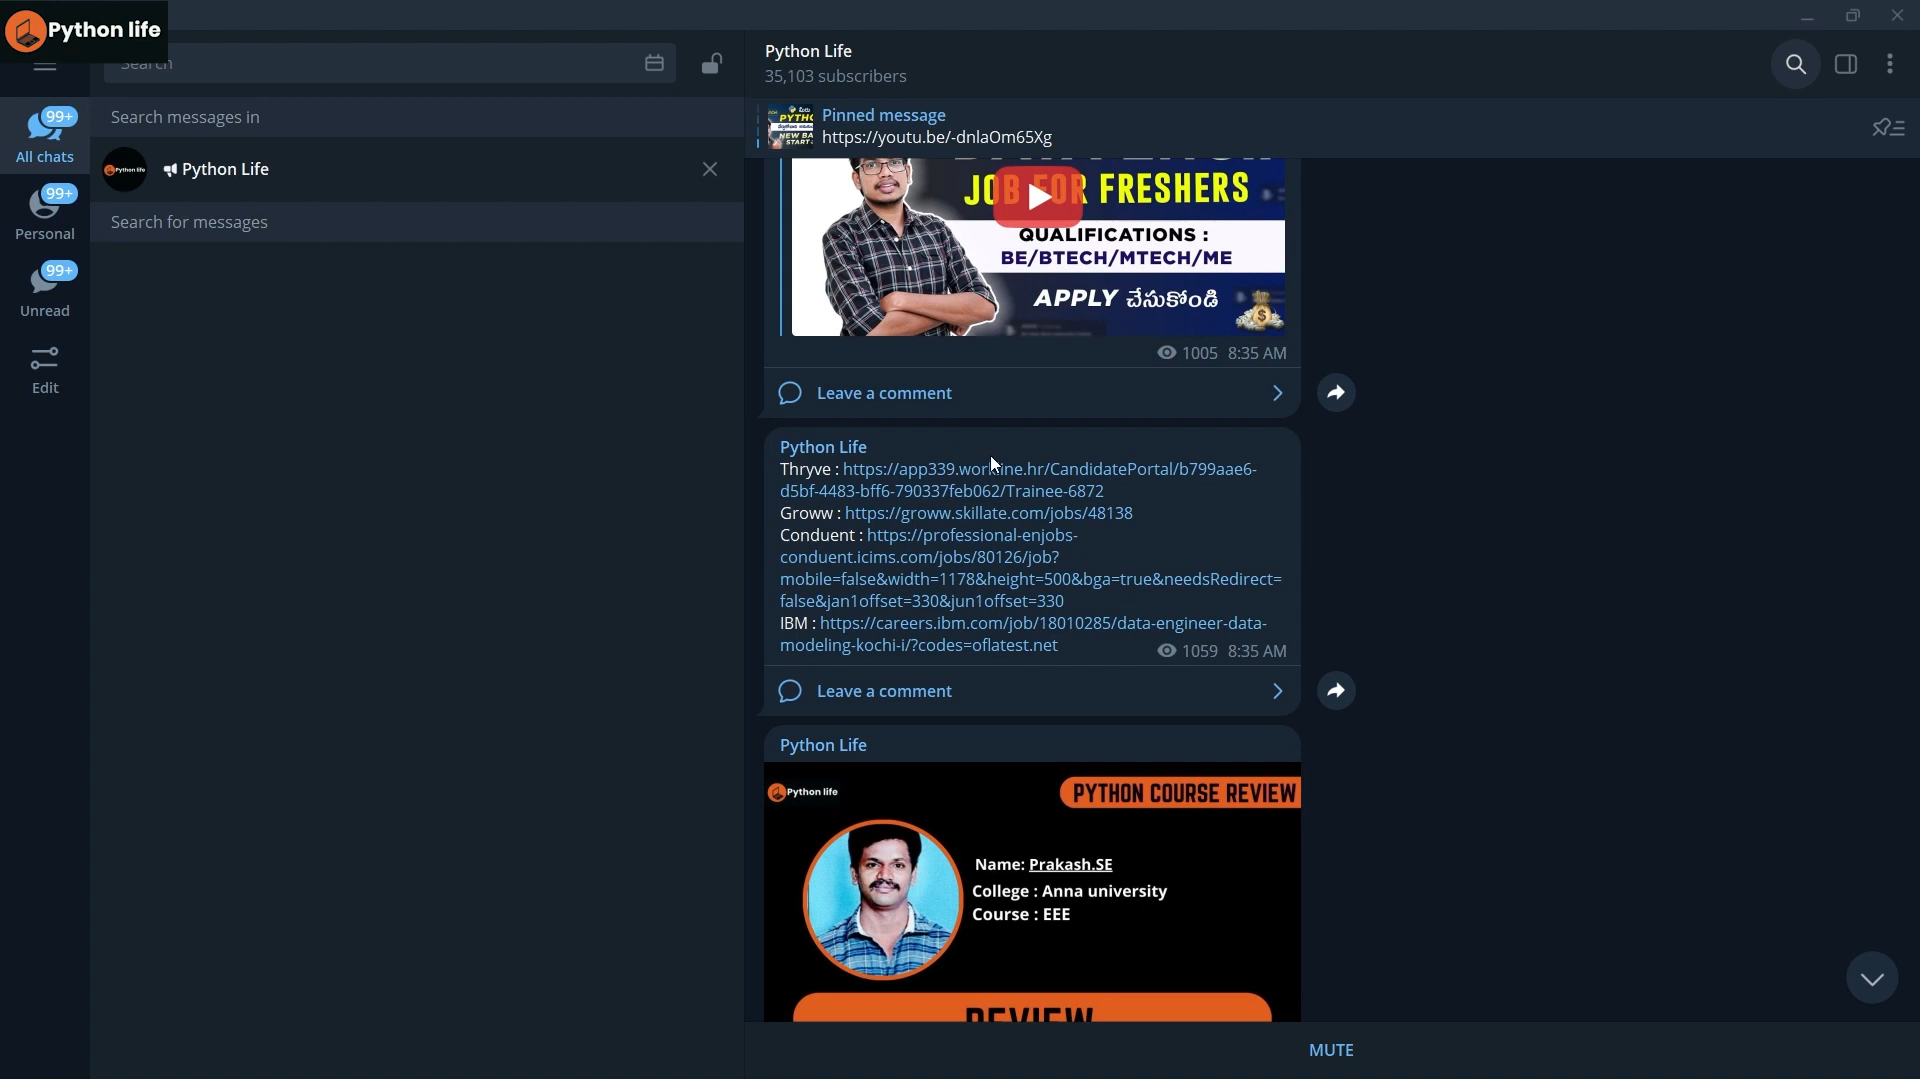 Python life
Search
Python Life
35,103 subscribers
Pinned message
https://youtu.be/-dnlaOm65Xg
99+
All chats
99+
Personal
99+
Unread
Edit
Search messages in
Python life
Python Life
Search for messages
PYTHO
NEW BA
START
JOB FOR FRESHERS
QUALIFICATIONS :
BE/BTECH/MTECH/ME
APPLY చేసుకోండి
1005 8:35 AM
Leave a comment
Python Life
Thryve : https://app339.workline.hr/CandidatePortal/b799aae6-
d5bf-4483-bff6-790337feb062/Trainee-6872
Groww : https://groww.skillate.com/jobs/48138
Conduent : https://professional-enjobs-
conduent.icims.com/jobs/80126/job?
mobile=false&width=1178&height=500&bga=true&needsRedirect=
false&jan1offset=330&jun1offset=330
IBM : https://careers.ibm.com/job/18010285/data-engineer-data-
modeling-kochi-i/?codes=oflatest.net
1059 8:35 AM
Leave a comment
Python Life
Python life
PYTHON COURSE REVIEW
Name: Prakash.SE
College : Anna university
Course : EEE
REVIEW
MUTE